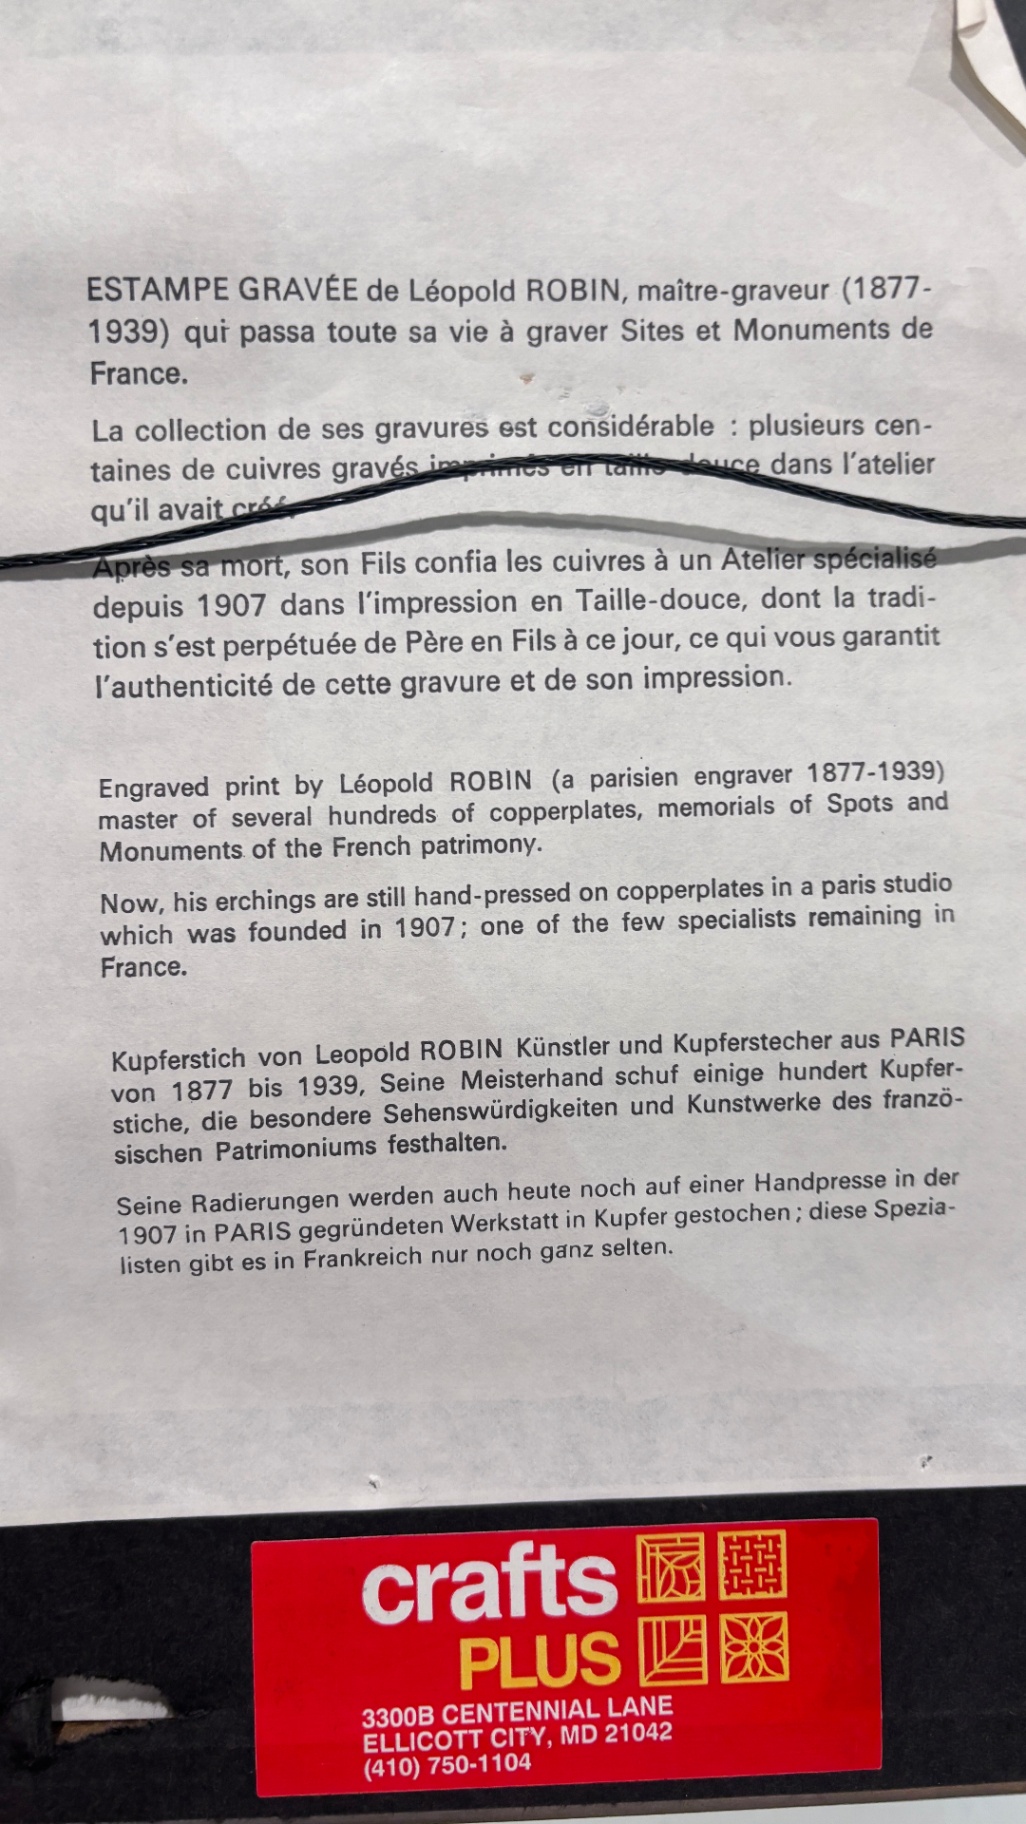 ESTAMPE GRAVÉE de Léopold ROBIN, maître-graveur (1877-
1939) qui passa toute sa vie à graver Sites et Monuments de
France.
La collection de ses gravures est considérable : plusieurs cen-
taines de cuivres gravés imprimés en taille-douce dans l'atelier
qu'il avait créé.
Après sa mort, son Fils confia les cuivres à un Atelier spécialisé
depuis 1907 dans l'impression en Taille-douce, dont la tradi-
tion s'est perpétuée de Père en Fils à ce jour, ce qui vous garantit
l'authenticité de cette gravure et de son impression.
Engraved print by Léopold ROBIN (a parisien engraver 1877-1939)
master of several hundreds of copperplates, memorials of Spots and
Monuments of the French patrimony.
Now, his erchings are still hand-pressed on copperplates in a paris studio
which was founded in 1907 ; one of the few specialists remaining in
France.
Kupferstich von Leopold ROBIN Künstler und Kupferstecher aus PARIS
von 1877 bis 1939, Seine Meisterhand schuf einige hundert Kupfer-
stiche, die besondere Sehenswürdigkeiten und Kunstwerke des franzö-
sischen Patrimoniums festhalten.
Seine Radierungen werden auch heute noch auf einer Handpresse in der
1907 in PARIS gegründeten Werkstatt in Kupfer gestochen ; diese Spezia-
listen gibt es in Frankreich nur noch ganz selten.
crafts
PLUS
3300B CENTENNIAL LANE
ELLICOTT CITY, MD 21042
(410) 750-1104